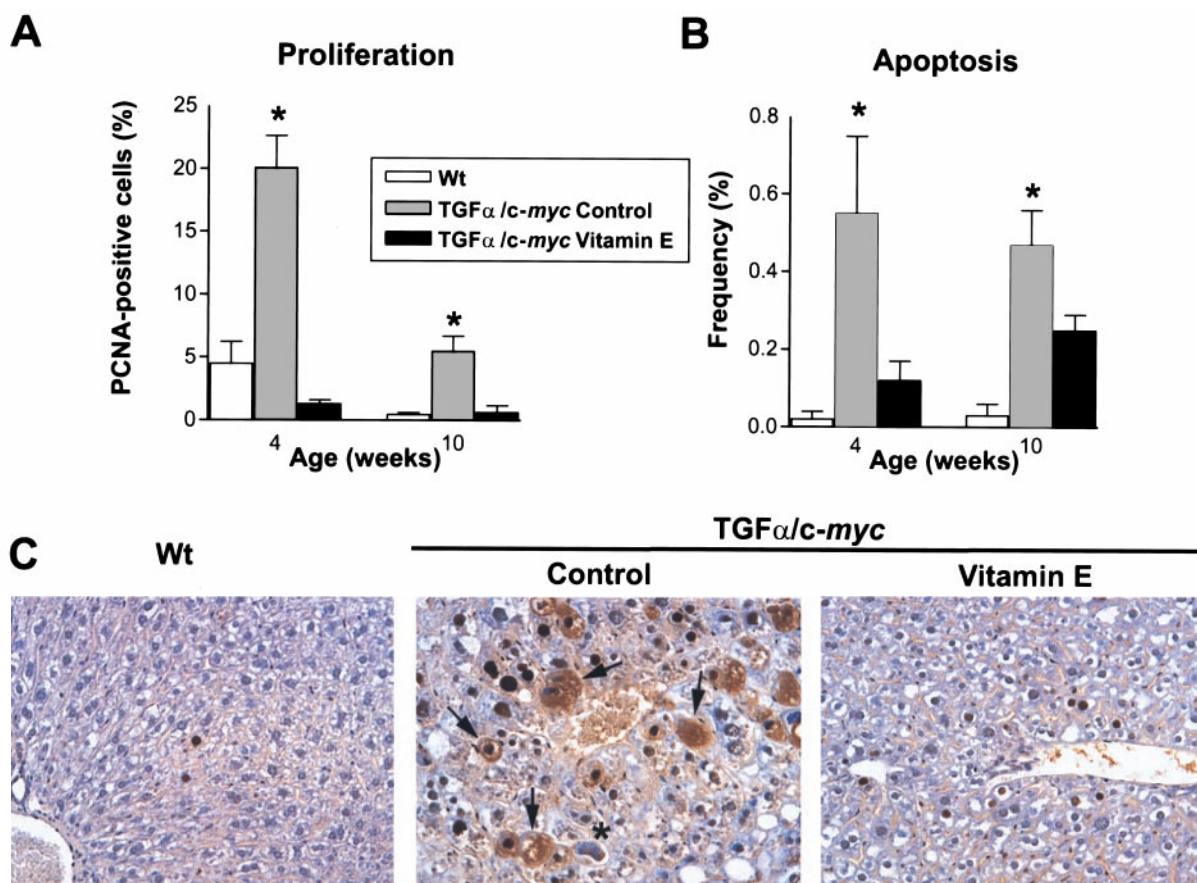 A
Proliferation
PCNA-positive cells (%)
25
20
15
10
5
0
*
*
4
10
Age (weeks)
Wt
TGFα/c-myc Control
TGFα/c-myc Vitamin E
B
Apoptosis
Frequency (%)
0.8
0.6
0.4
0.2
0.0
*
*
4
10
Age (weeks)
C
Wt
TGFα/c-myc
Control
Vitamin E
*